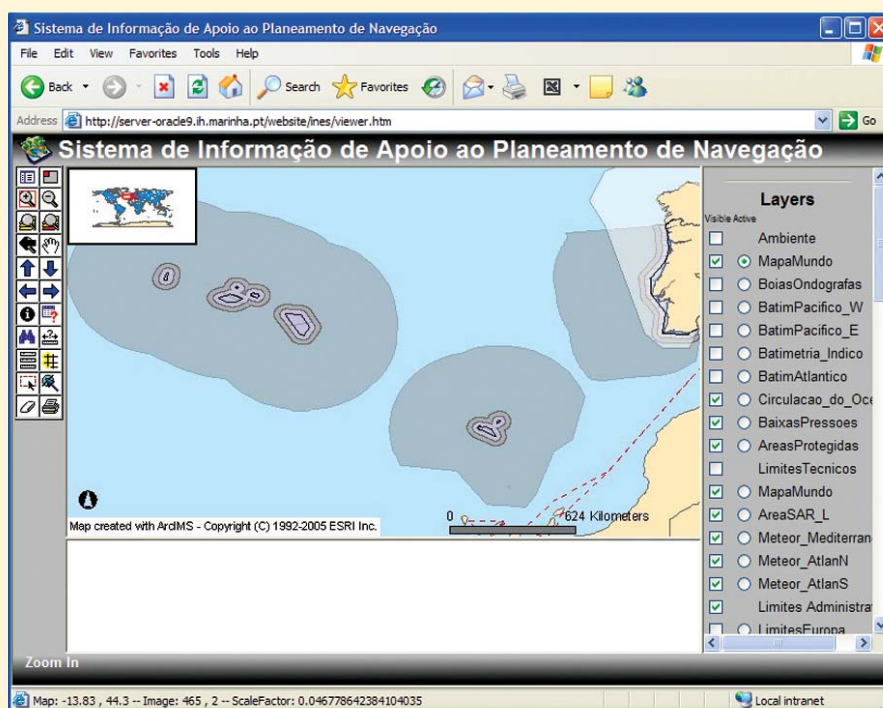 Sistema de Informação de Apoio ao Planeamento de Navegação
File Edit View Favorites Tools Help
Back Search Favorites
Address http://server-oracle9.ih.marinha.pt/website/ines/viewer.htm Go
Sistema de Informação de Apoio ao Planeamento de Navegação
Layers
Visible Active
Ambiente
MapaMundo
BoiasOndografas
BatimPacifico_W
BatimPacifico_E
Batimetria_Indico
BatimAtlantico
Circulacao_do_Oce
BaixasPressoes
AreasProtegidas
LimitesTecnicos
MapaMundo
AreaSAR_L
Meteor_Mediterran
Meteor_AtlanN
Meteor_AtlanS
Limites Administra
LimitesEuropa
0 624 Kilometers
Map created with ArcIMS - Copyright (C) 1992-2005 ESRI Inc.
Zoom In
Map: -13.83 , 44.3 -- Image: 465 , 2 -- ScaleFactor: 0.046778642384104035
Local intranet